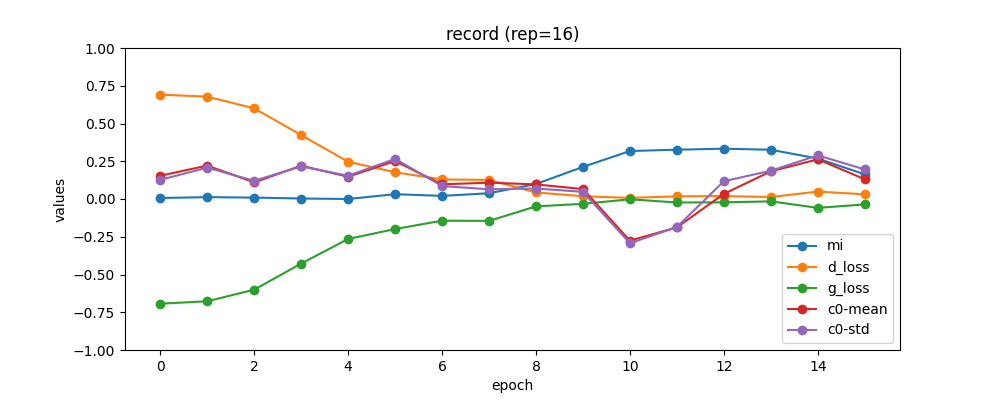 record (rep=16)
1.00
0.75
0.50
0.25
0.00
−0.25
−0.50
−0.75
−1.00
values
mi
d_loss
g_loss
c0-mean
c0-std
0 2 4 6 8 10 12 14
epoch